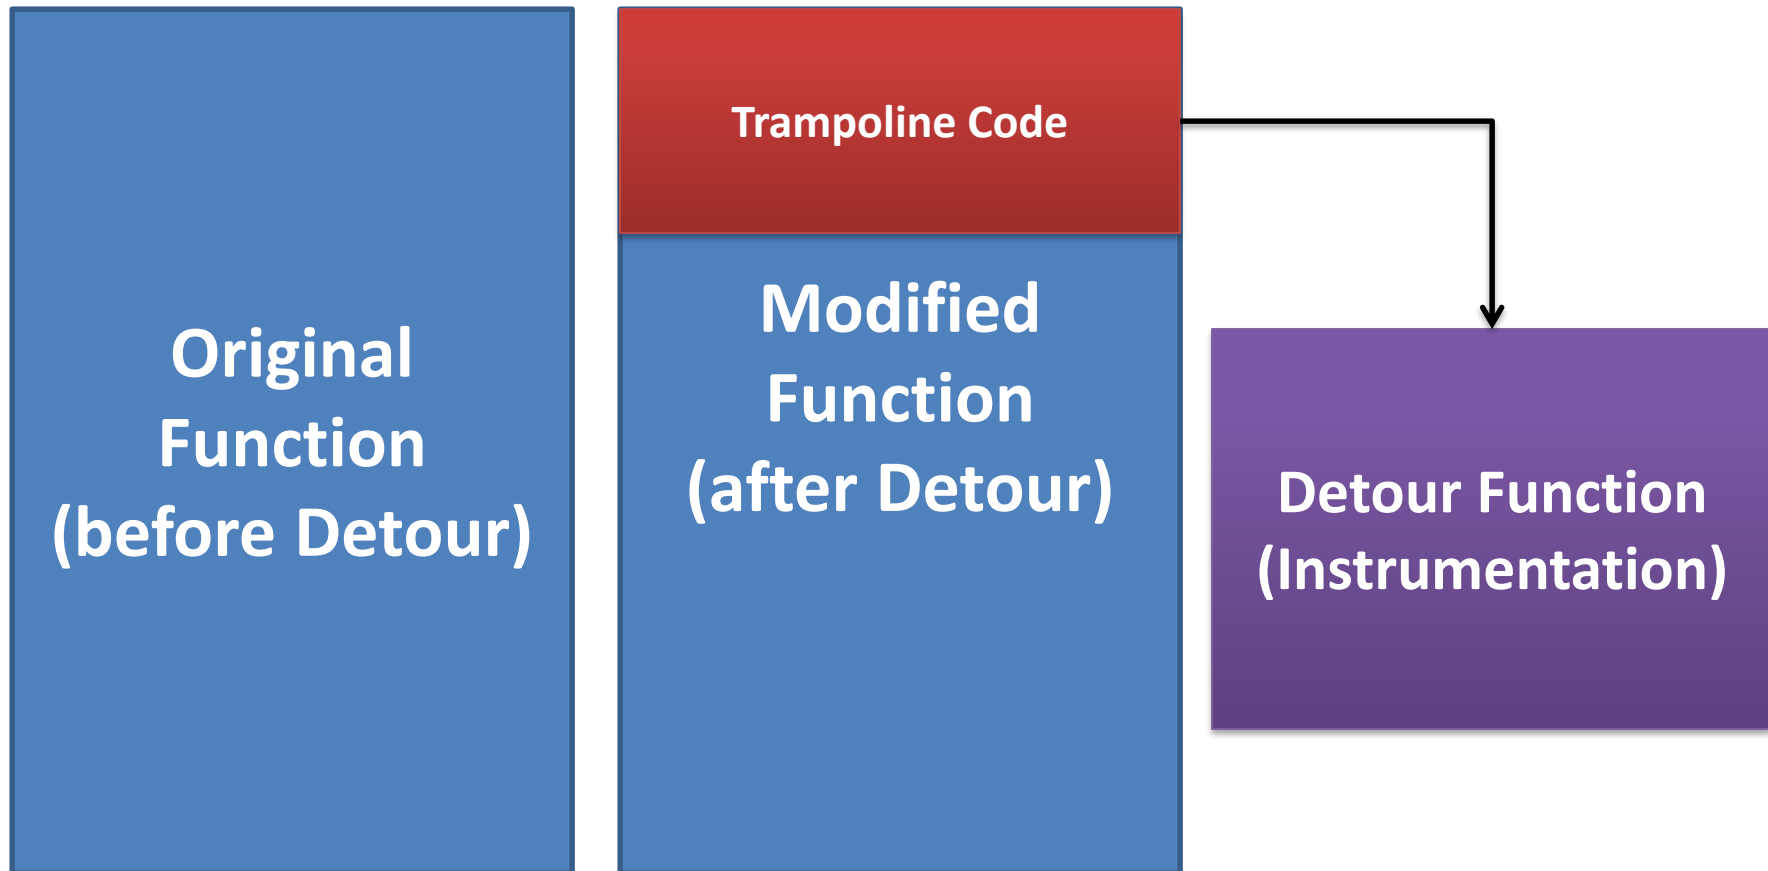 Original
Function
(before Detour)
Trampoline Code
Modified
Function
(after Detour)
Detour Function
(Instrumentation)